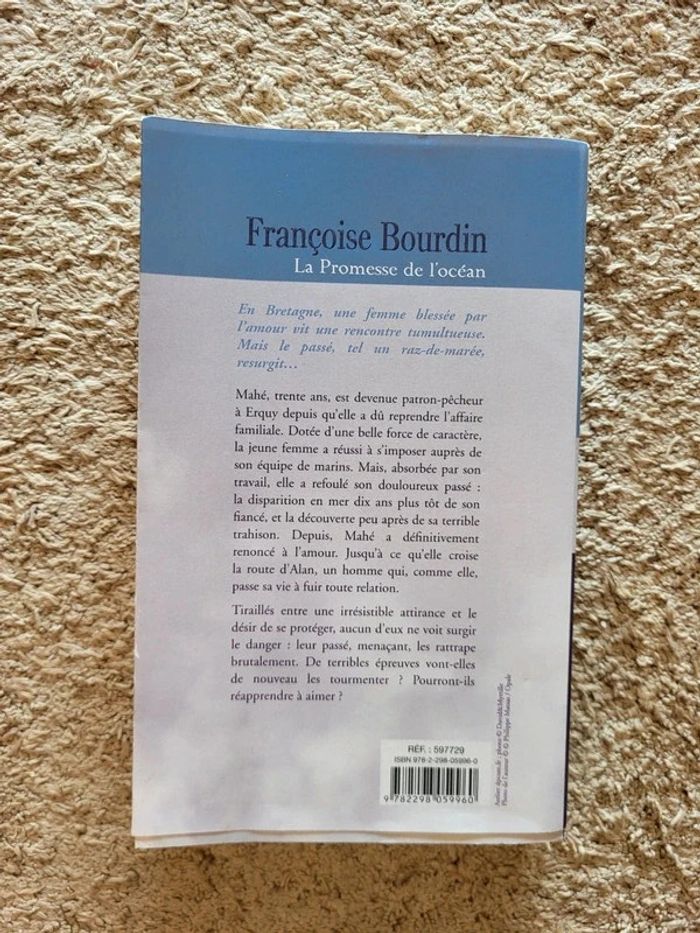 Françoise Bourdin
La Promesse de l'océan
En Bretagne, une femme blessée par
l'amour vit une rencontre tumultueuse.
Mais le passé, tel un raz-de-marée,
resurgit…
Mahé, trente ans, est devenue patron-pêcheur
à Erquy depuis qu'elle a dû reprendre l'affaire
familiale. Dotée d'une belle force de caractère,
la jeune femme a réussi à s'imposer auprès de
son équipe de marins. Mais, absorbée par son
travail, elle a refoulé son douloureux passé :
la disparition en mer dix ans plus tôt de son
fiancé, et la découverte peu après de sa terrible
trahison. Depuis, Mahé a définitivement
renoncé à l'amour. Jusqu'à ce qu'elle croise
la route d'Alan, un homme qui, comme elle,
passe sa vie à fuir toute relation.
Tiraillés entre une irrésistible attirance et le
désir de se protéger, aucun d'eux ne voit surgir
le danger : leur passé, menaçant, les rattrape
brutalement. De terribles épreuves vont-elles
de nouveau les tourmenter ? Pourront-ils
réapprendre à aimer ?
RÉF. : 597729
ISBN 978-2-298-05996-0
9 782298 059960
photo ©
Photo de l'auteur © © Philippe / Opale